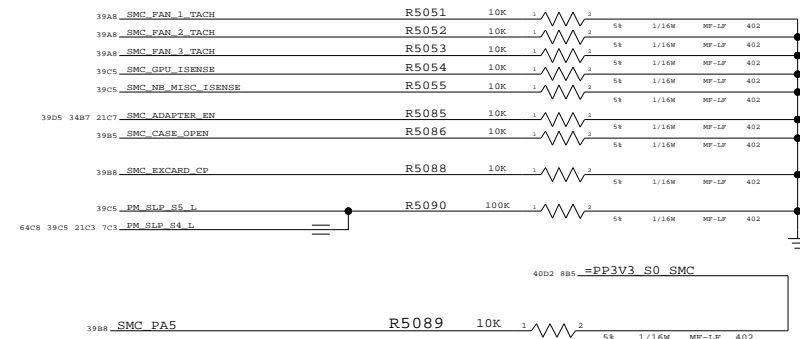 39A8 SMC_FAN_1_TACH R5051 10K 1 2
5% 1/16W MF-LF 402
39A8 SMC_FAN_2_TACH R5052 10K 1 2
5% 1/16W MF-LF 402
39A8 SMC_FAN_3_TACH R5053 10K 1 2
5% 1/16W MF-LF 402
39C5 SMC_GPU_ISENSE R5054 10K 1 2
5% 1/16W MF-LF 402
39C5 SMC_NB_MISC_ISENSE R5055 10K 1 2
5% 1/16W MF-LF 402
39D5 34B7 21C7 SMC_ADAPTER_EN R5085 10K 1 2
5% 1/16W MF-LF 402
39B5 SMC_CASE_OPEN R5086 10K 1 2
5% 1/16W MF-LF 402
39B8 SMC_EXCARD_CP R5088 10K 1 2
5% 1/16W MF-LF 402
39C5 PM_SLP_S5_L R5090 100K 1 2
5% 1/16W MF-LF 402
64C8 39C5 21C3 7C3 PM_SLP_S4_L
40D2 8B5 =PP3V3_S0_SMC
39B8 SMC_PA5 R5089 10K 1 2
5% 1/16W MF-LF 402